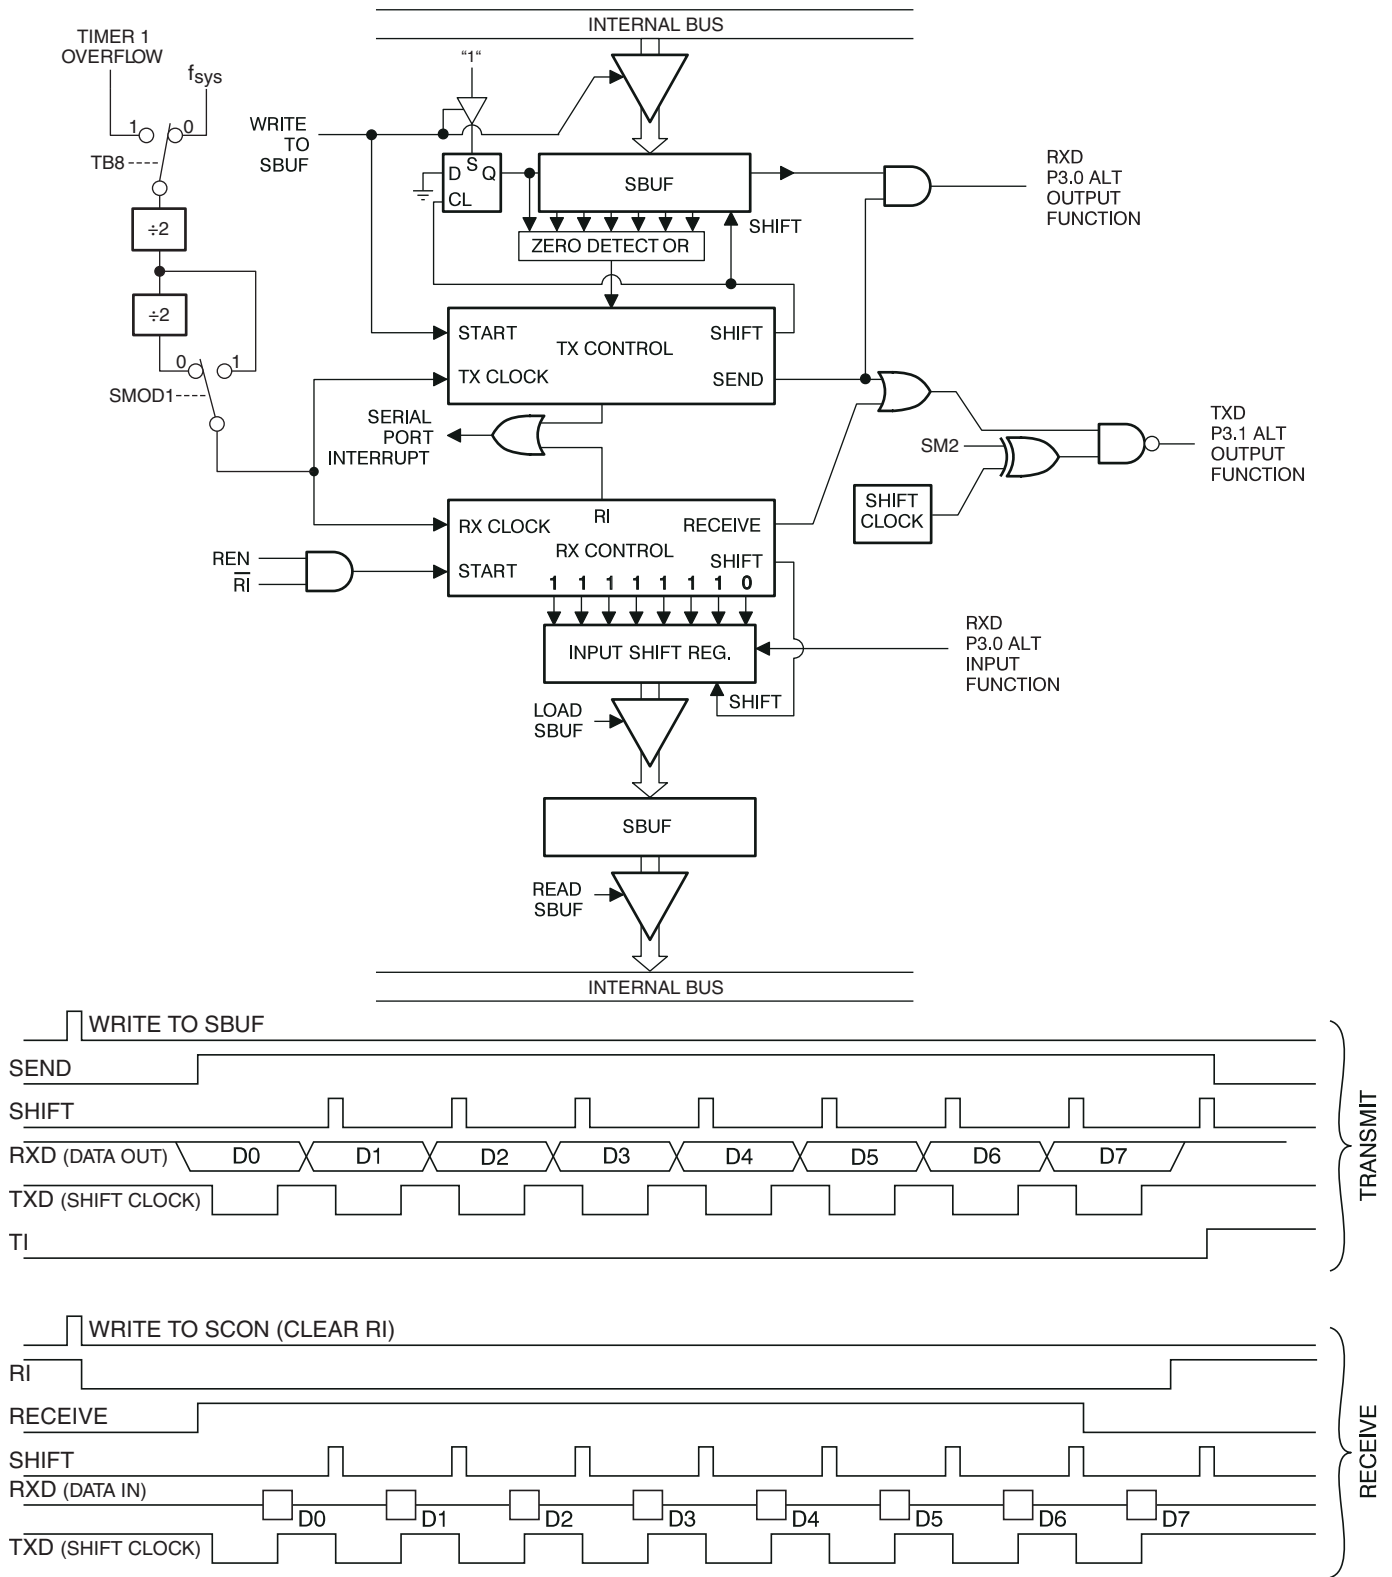 INTERNAL BUS
TIMER 1
OVERFLOW
fsys
"1"
1
0
TB8
WRITE
TO
SBUF
D
S
Q
CL
SBUF
RXD
P3.0 ALT
OUTPUT
FUNCTION
÷2
ZERO DETECT OR
SHIFT
÷2
START
SHIFT
TX CONTROL
TX CLOCK
SEND
0
1
SMOD1
SERIAL
PORT
INTERRUPT
SM2
TXD
P3.1 ALT
OUTPUT
FUNCTION
SHIFT
CLOCK
RX CLOCK
RI
RECEIVE
RX CONTROL
SHIFT
START
REN
R̅I̅
1 1 1 1 1 1 1 0
INPUT SHIFT REG.
RXD
P3.0 ALT
INPUT
FUNCTION
SHIFT
LOAD
SBUF
SBUF
READ
SBUF
INTERNAL BUS
WRITE TO SBUF
SEND
SHIFT
RXD (DATA OUT) D0 D1 D2 D3 D4 D5 D6 D7
TXD (SHIFT CLOCK)
TI
TRANSMIT
WRITE TO SCON (CLEAR RI)
RI
RECEIVE
SHIFT
RXD (DATA IN)
D0 D1 D2 D3 D4 D5 D6 D7
TXD (SHIFT CLOCK)
RECEIVE